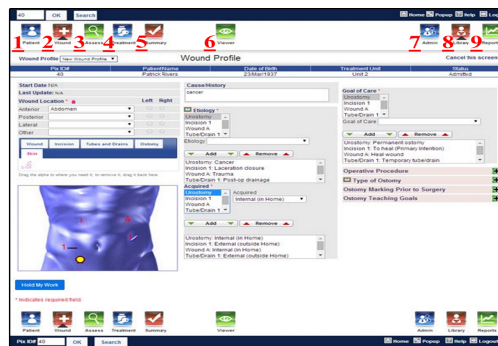 40 OK Search Home Popup Help Logout
1 2 3 4 5 6 7 8 9
Patient Wound Assess Treatment Summary Viewer Admin Library Reports
Wound Profile New Wound Profile Wound Profile Cancel this screen
Pix ID# Patient Name Date of Birth Treatment Unit Status
40 Patrick Rivers 23/Mar/1937 Unit 2 Admitted
Start Date N/A
Last Update: N/A
Wound Location * Left Right
Anterior Abdomen
Posterior
Lateral
Other
Wound Incision Tubes and Drains Ostomy
Skin
Drag the alpha to where you need it, to remove it, drag it back here.
1
Hold My Work
* Indicates required field.
Cause/History
cancer
Etiology *
Urostomy
Incision 1
Wound A
Tube/Drain 1
Etiology:
Add Remove
Urostomy: Cancer
Incision 1: Laceration closure
Wound A: Trauma
Tube/Drain 1: Post-op drainage
Acquired *
Urostomy Acquired
Incision 1 Internal (in Home)
Wound A
Tube/Drain 1
Add Remove
Urostomy: Internal (in Home)
Incision 1: External (outside Home)
Wound A: External (outside Home)
Tube/Drain 1: Internal (in Home)
Goal of Care *
Urostomy
Incision 1
Wound A
Tube/Drain 1
Goal of Care:
Add Remove
Urostomy: Permanent ostomy
Incision 1: To heal (Primary Intention)
Wound A: Heal wound
Tube/Drain 1: Temporary tube/drain
Operative Procedure
Type of Ostomy
Ostomy Marking Prior to Surgery
Ostomy Teaching Goals
Patient Wound Assess Treatment Summary Viewer Admin Library Reports
Pix ID# 40 OK Search Home Popup Help Logout